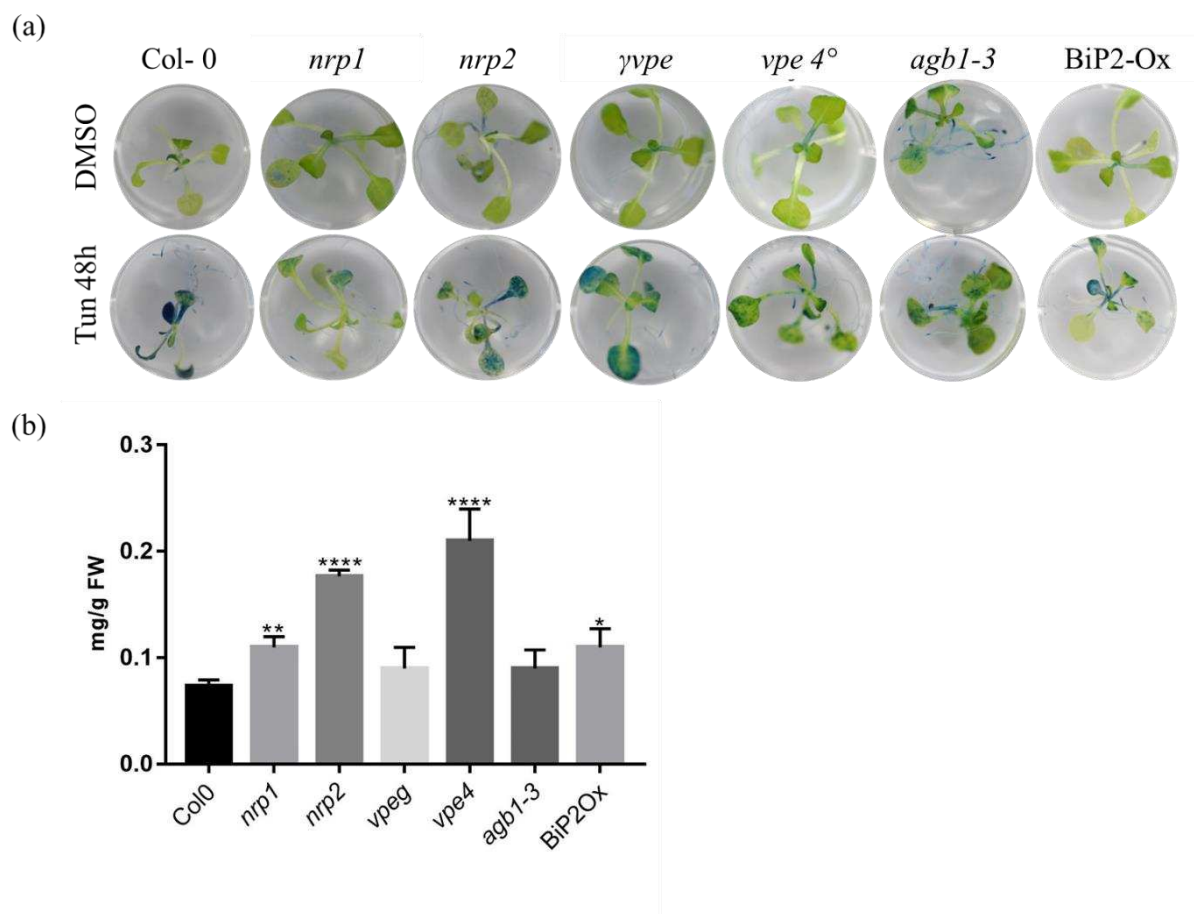 (a)
Col- 0 nrp1 nrp2 γvpe vpe 4° agb1-3 BiP2-Ox
DMSO
Tun 48h
(b)
0.3
0.2
0.1
0.0
mg/g FW
** **** **** *
Col0 nrp1 nrp2 vpeg vpe4 agb1-3 BiP2Ox